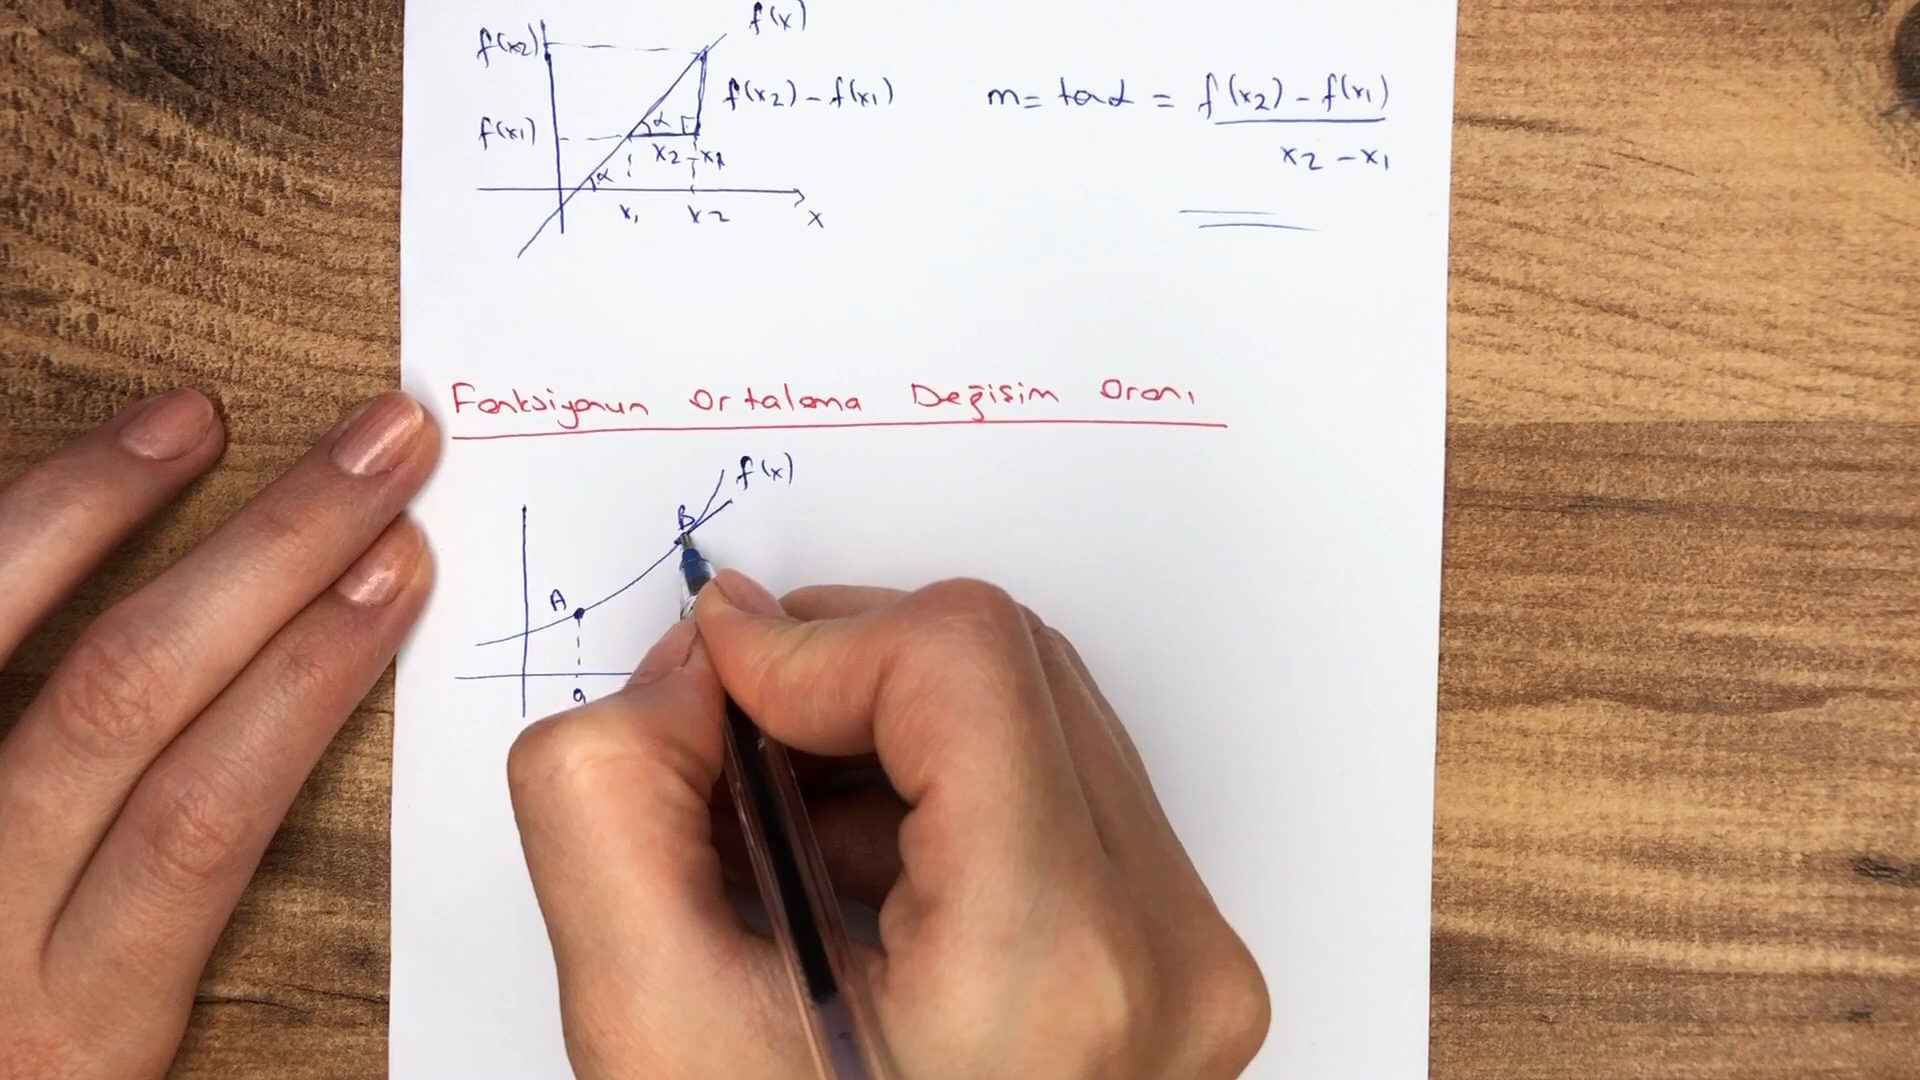 f(x)
f(x2)
f(x2) - f(x1)
m = tanα = f(x2) - f(x1)
x2 - x1
f(x1)
α
x2 - x1
α
x1 x2 x
Fonksiyonun Ortalama Değişim Oranı
f(x)
B
A
a